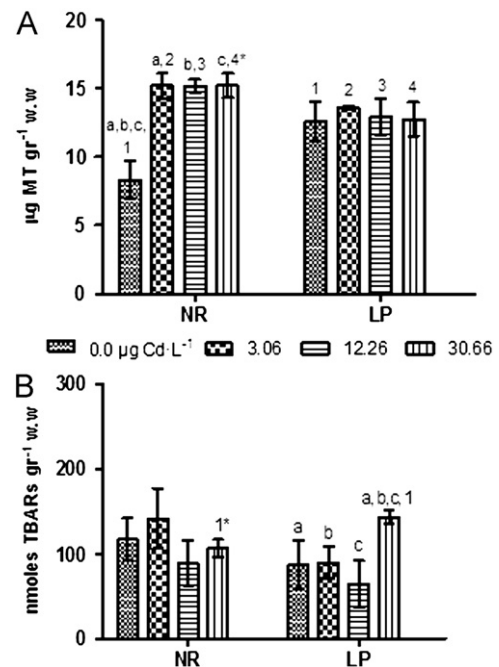 A
20
15
10
5
0
µg MT gr⁻¹ w.w
a,b,c,
1
a,2
b,3
c,4*
1
2
3
4
NR
LP
0.0 µg Cd·L⁻¹
3.06
12.26
30.66
B
300
200
100
0
nmoles TBARs gr⁻¹ w.w
1*
a
b
c
a,b,c,1
NR
LP